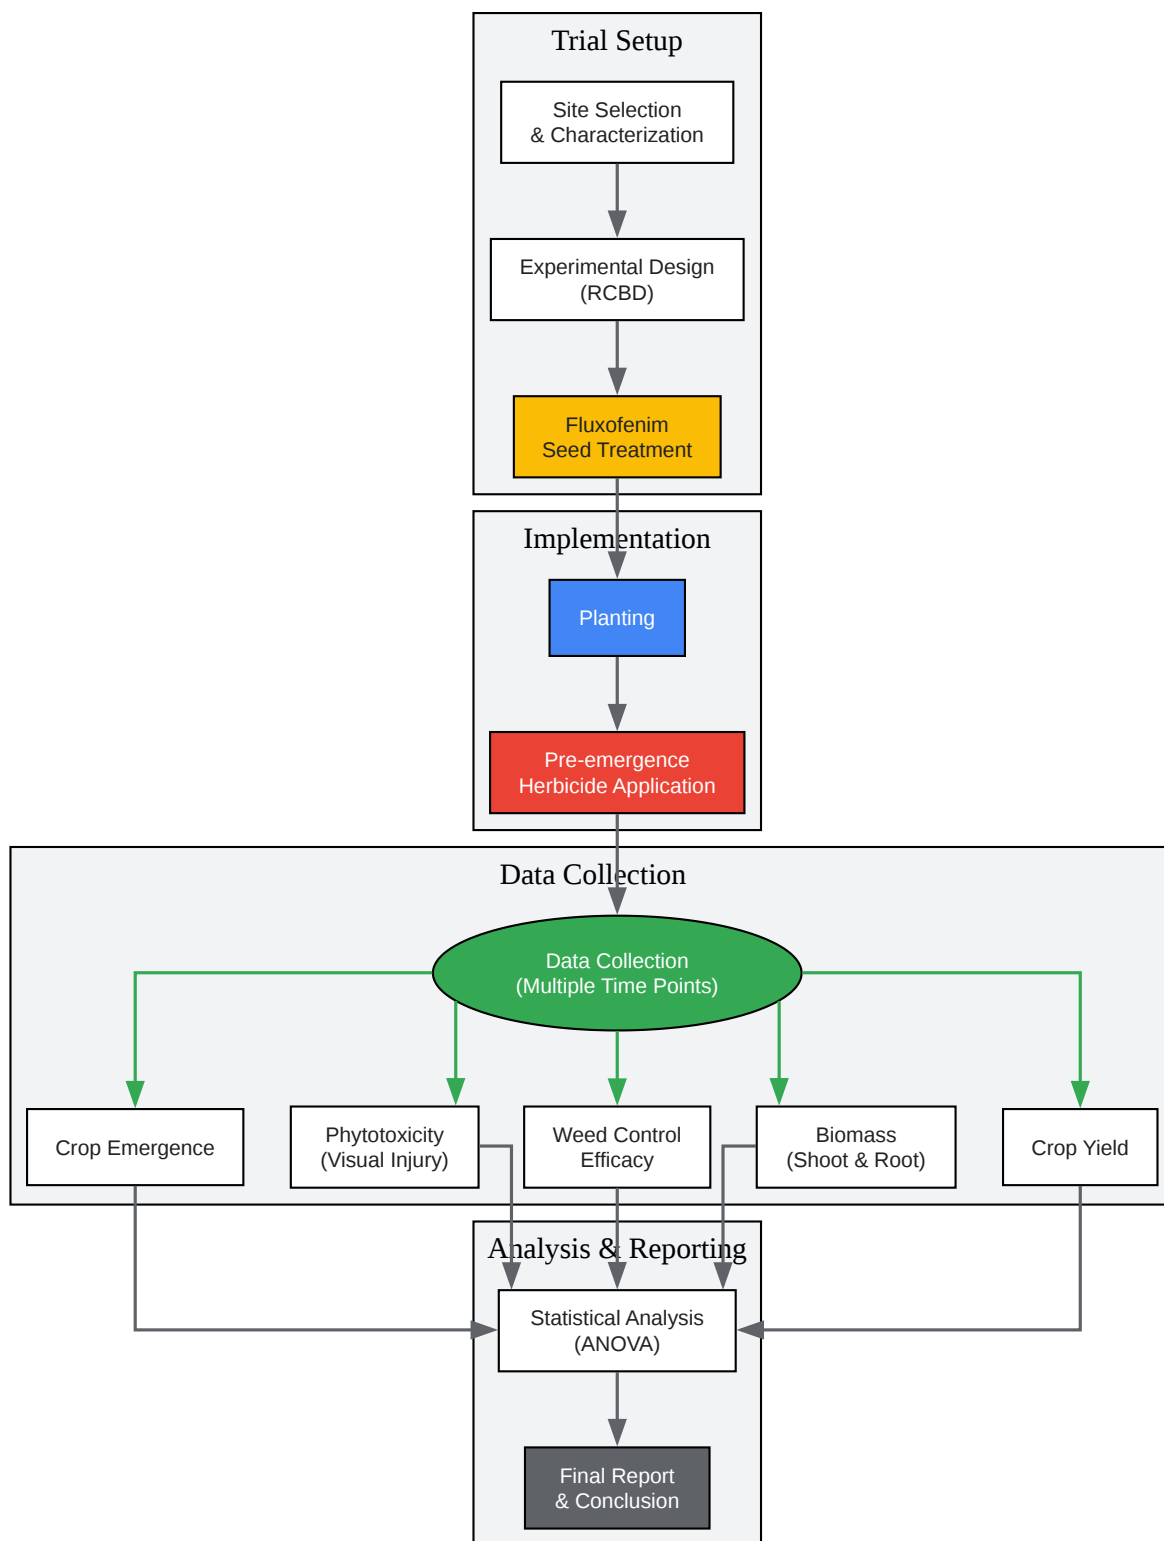 Trial Setup
Site Selection
& Characterization
Experimental Design
(RCBD)
Fluxofenim
Seed Treatment
Implementation
Planting
Pre-emergence
Herbicide Application
Data Collection
Data Collection
(Multiple Time Points)
Crop Emergence
Phytotoxicity
(Visual Injury)
Weed Control
Efficacy
Biomass
(Shoot & Root)
Crop Yield
Analysis & Reporting
Statistical Analysis
(ANOVA)
Final Report
& Conclusion